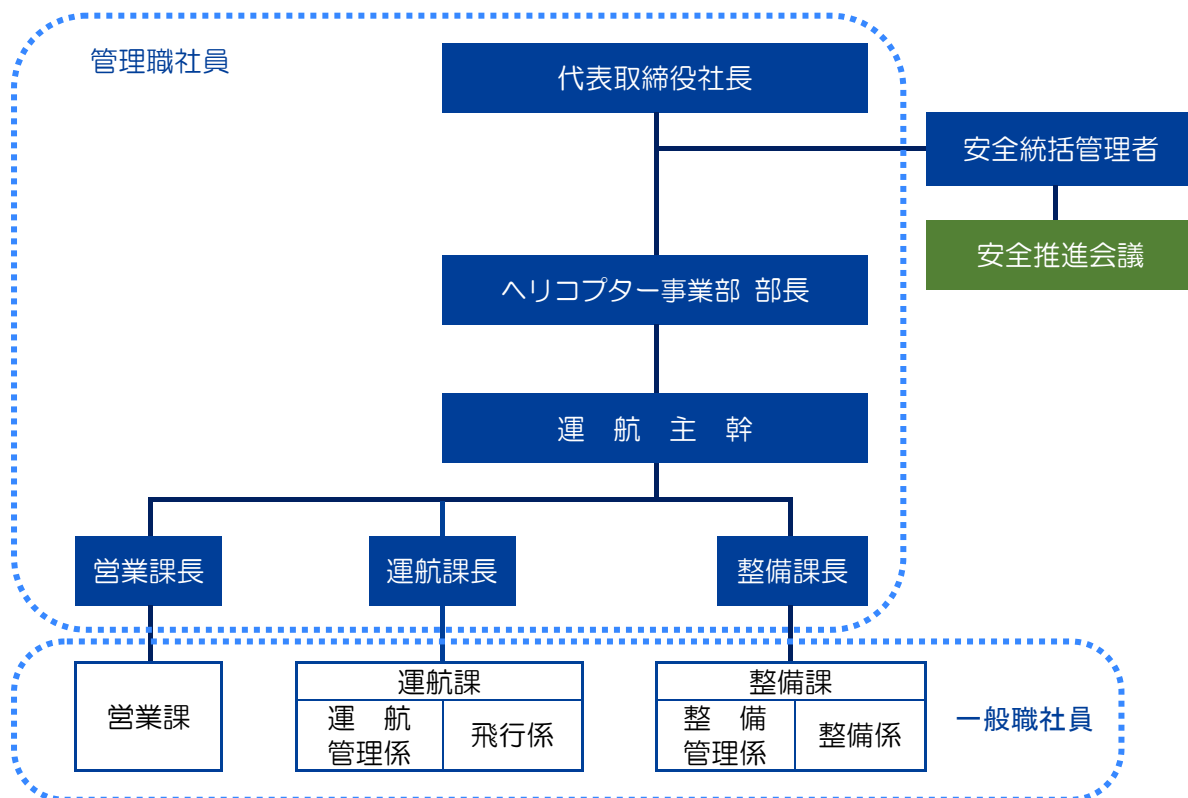 管理職社員
代表取締役社長
安全統括管理者
安全推進会議
ヘリコプター事業部 部長
運 航 主 幹
営業課長
運航課長
整備課長
営業課
運航課
運 航
管理係
飛行係
整備課
整 備
管理係
整備係
一般職社員